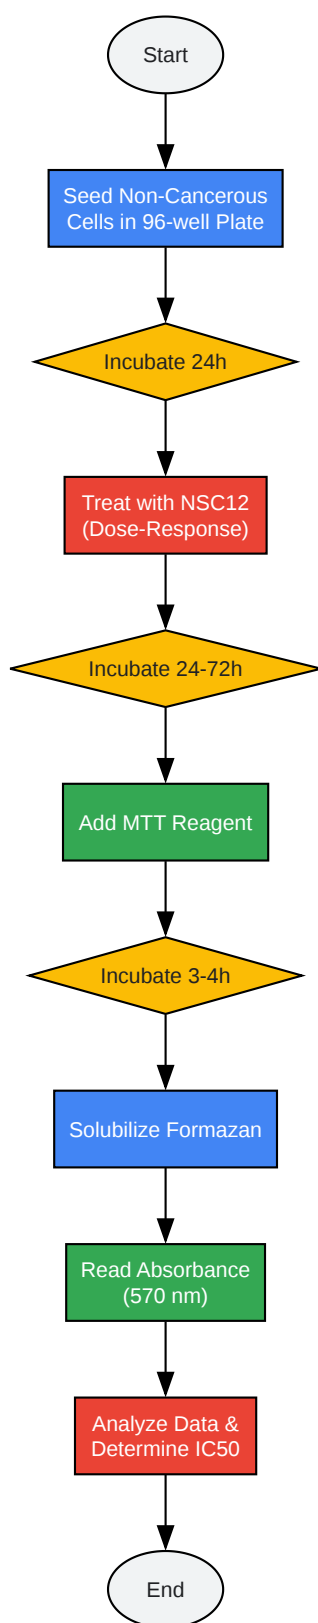 Start
Seed Non-Cancerous
Cells in 96-well Plate
Incubate 24h
Treat with NSC12
(Dose-Response)
Incubate 24-72h
Add MTT Reagent
Incubate 3-4h
Solubilize Formazan
Read Absorbance
(570 nm)
Analyze Data &
Determine IC50
End